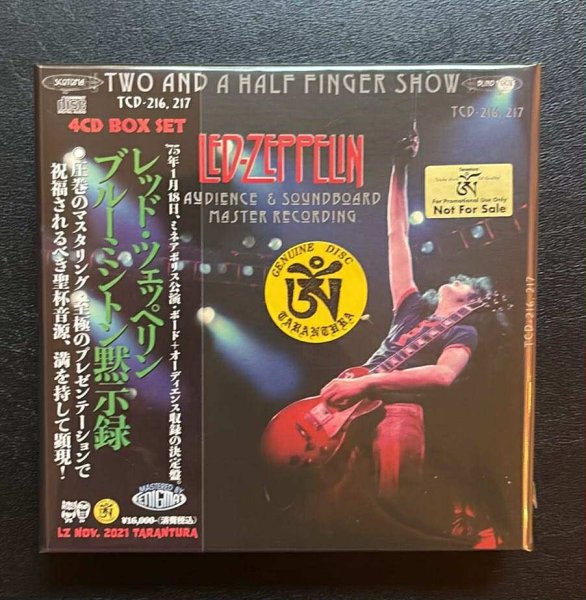 SCOTZINA
TWO AND A HALF FINGER SHOW
TCD-216, 217
TCD-216, 217
4CD BOX SET
LED-ZEPPELIN
AUDIENCE & SOUNDBOARD
MASTER RECORDING
For Promotional Use Only
Not For Sale
GENUINE DISC
TARANTURA
TCD-216, 217
'75年1月18日、ミネアポリス公演・ボード+オーディエンス収録の決定盤。
レッド・ツェッペリン
ブルーミントン黙示録
●圧巻のマスタリング、至極のプレゼンテーションで
祝福されるべき聖杯音源、満を持して顕現!
MASTERED BY
ENIGMA
¥16,000-(消費税込)
LZ NOV. 2021 TARANTURA